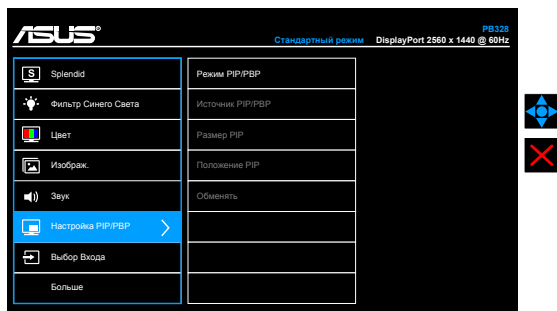 ASUS
PB328
Стандартный режим
DisplayPort 2560 x 1440 @ 60Hz
S Splendid
Фильтр Синего Света
Цвет
Изображ.
Звук
Настройка PIP/PBP
Выбор Входа
Больше
Режим PIP/PBP
Источник PIP/PBP
Размер PIP
Положение PIP
Обменять